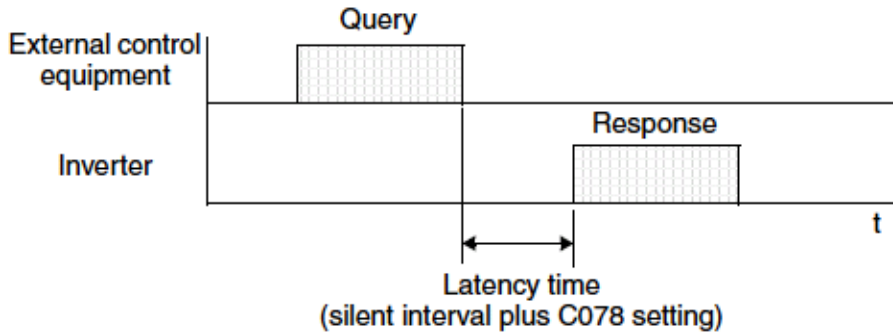 Query
External control
equipment
Response
Inverter
t
Latency time
(silent interval plus C078 setting)